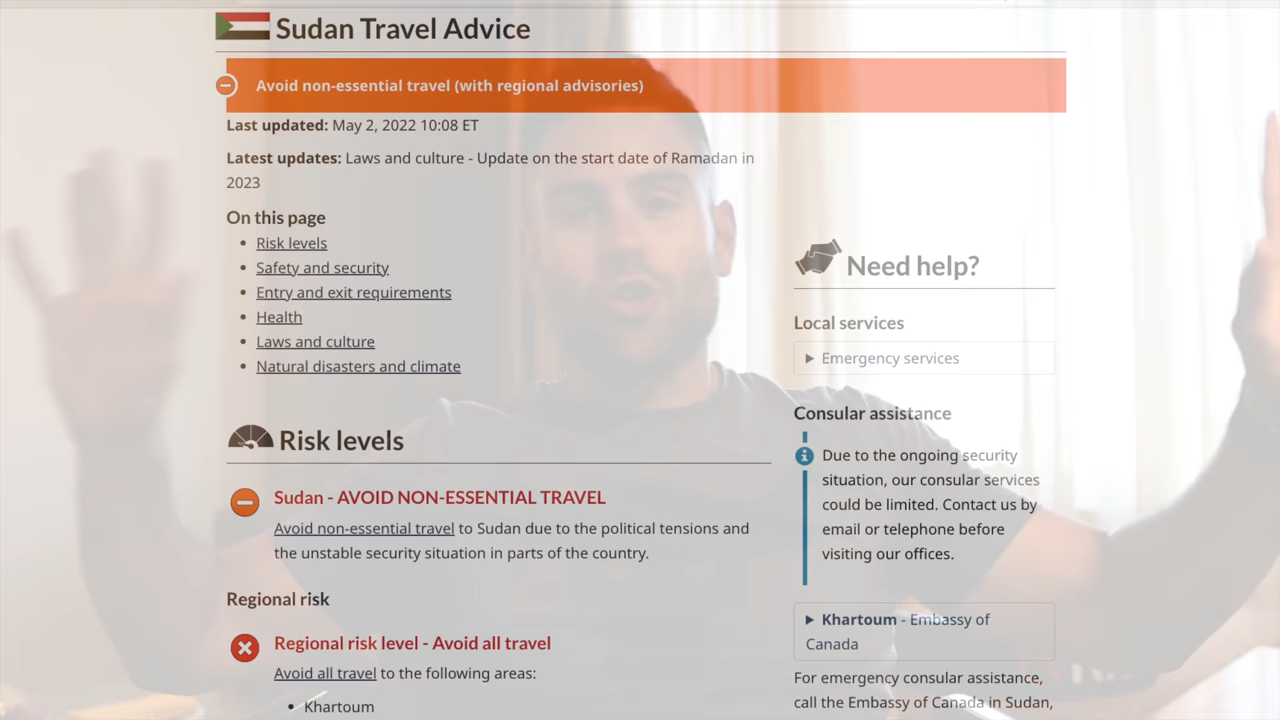 Sudan Travel Advice
Avoid non-essential travel (with regional advisories)
Last updated: May 2, 2022 10:08 ET
Latest updates: Laws and culture - Update on the start date of Ramadan in
2023
On this page
• Risk levels
• Safety and security
• Entry and exit requirements
• Health
• Laws and culture
• Natural disasters and climate
Risk levels
Sudan - AVOID NON-ESSENTIAL TRAVEL
Avoid non-essential travel to Sudan due to the political tensions and
the unstable security situation in parts of the country.
Regional risk
Regional risk level - Avoid all travel
Avoid all travel to the following areas:
• Khartoum
Need help?
Local services
Emergency services
Consular assistance
Due to the ongoing security
situation, our consular services
could be limited. Contact us by
email or telephone before
visiting our offices.
Khartoum - Embassy of
Canada
For emergency consular assistance,
call the Embassy of Canada in Sudan,